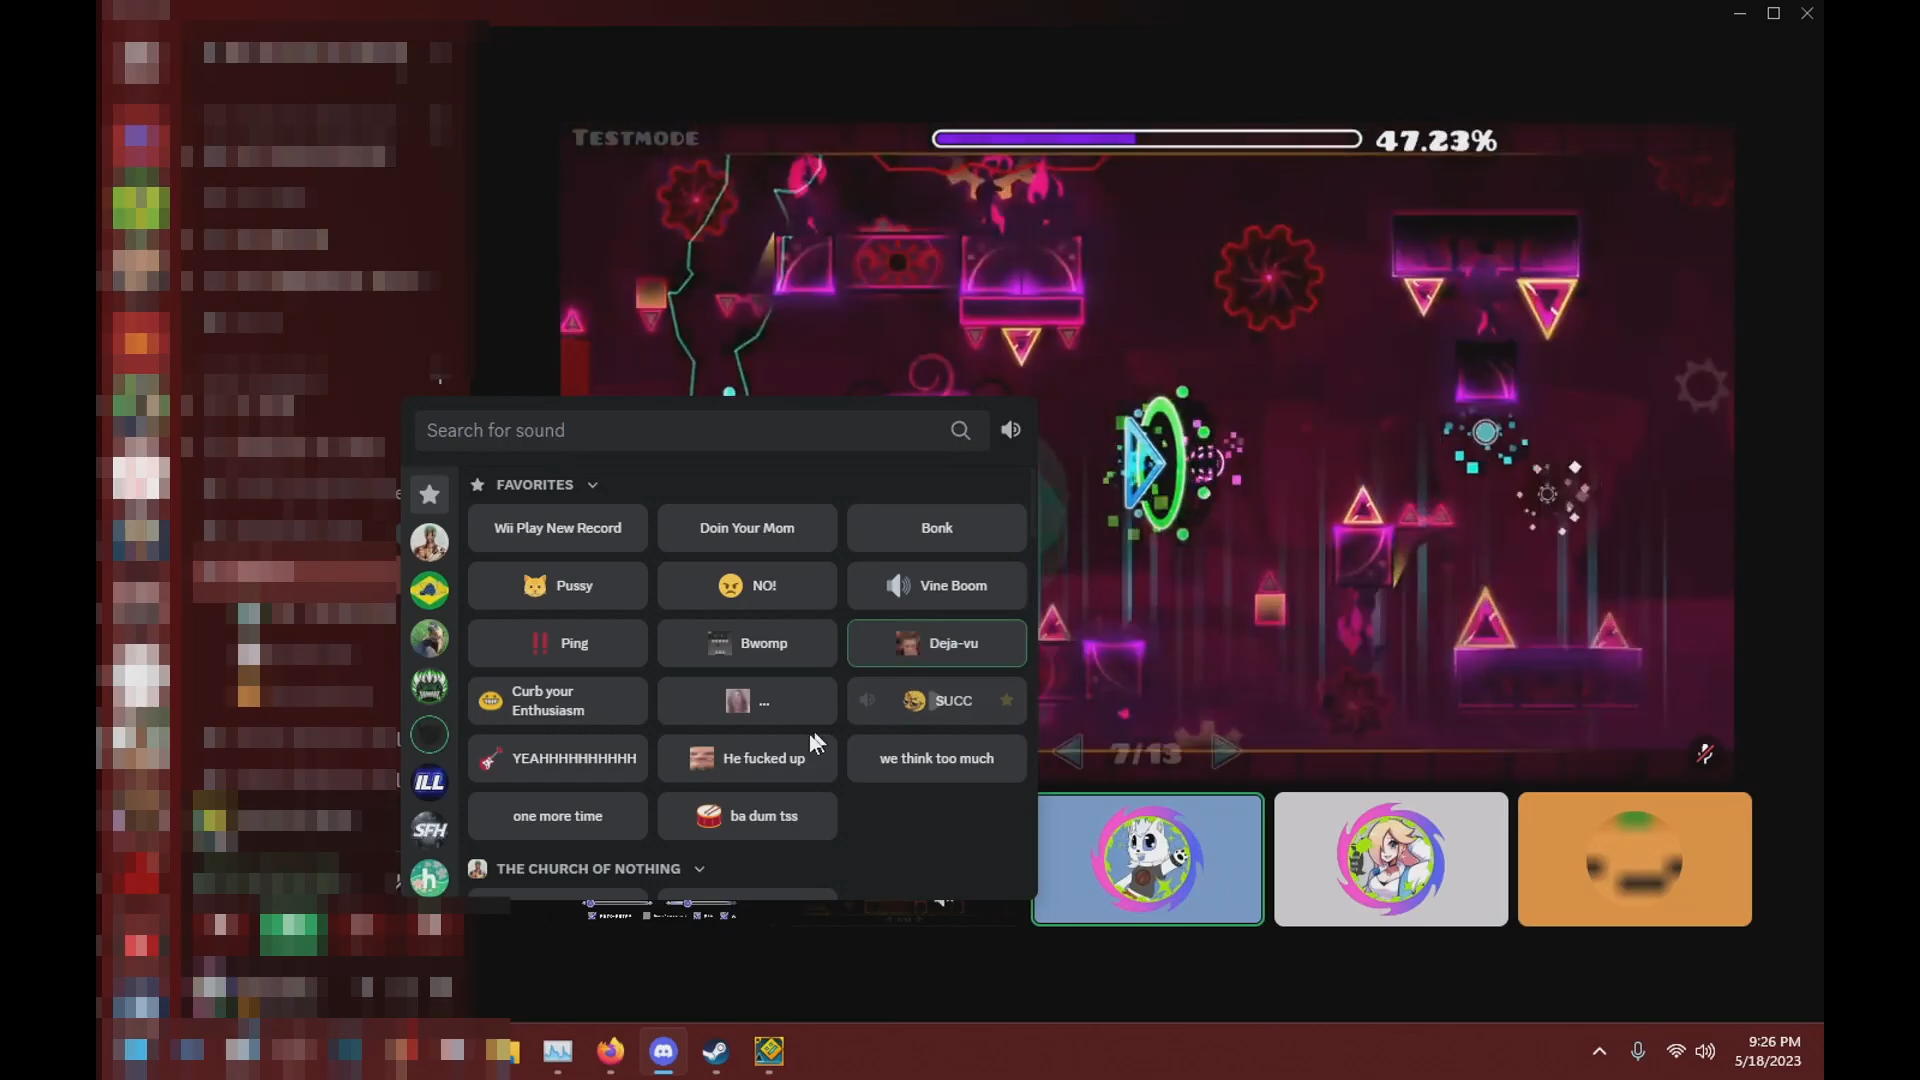 TESTMODE
47.23%
Search for sound
FAVORITES
Wii Play New Record
Doin Your Mom
Bonk
Pussy
NO!
Vine Boom
Ping
Bwomp
Deja-vu
Curb your
Enthusiasm
...
SUCC
YEAHHHHHHHHHH
He fucked up
we think too much
one more time
ba dum tss
ILL
SFH
h
THE CHURCH OF NOTHING
7/13
9:26 PM
5/18/2023